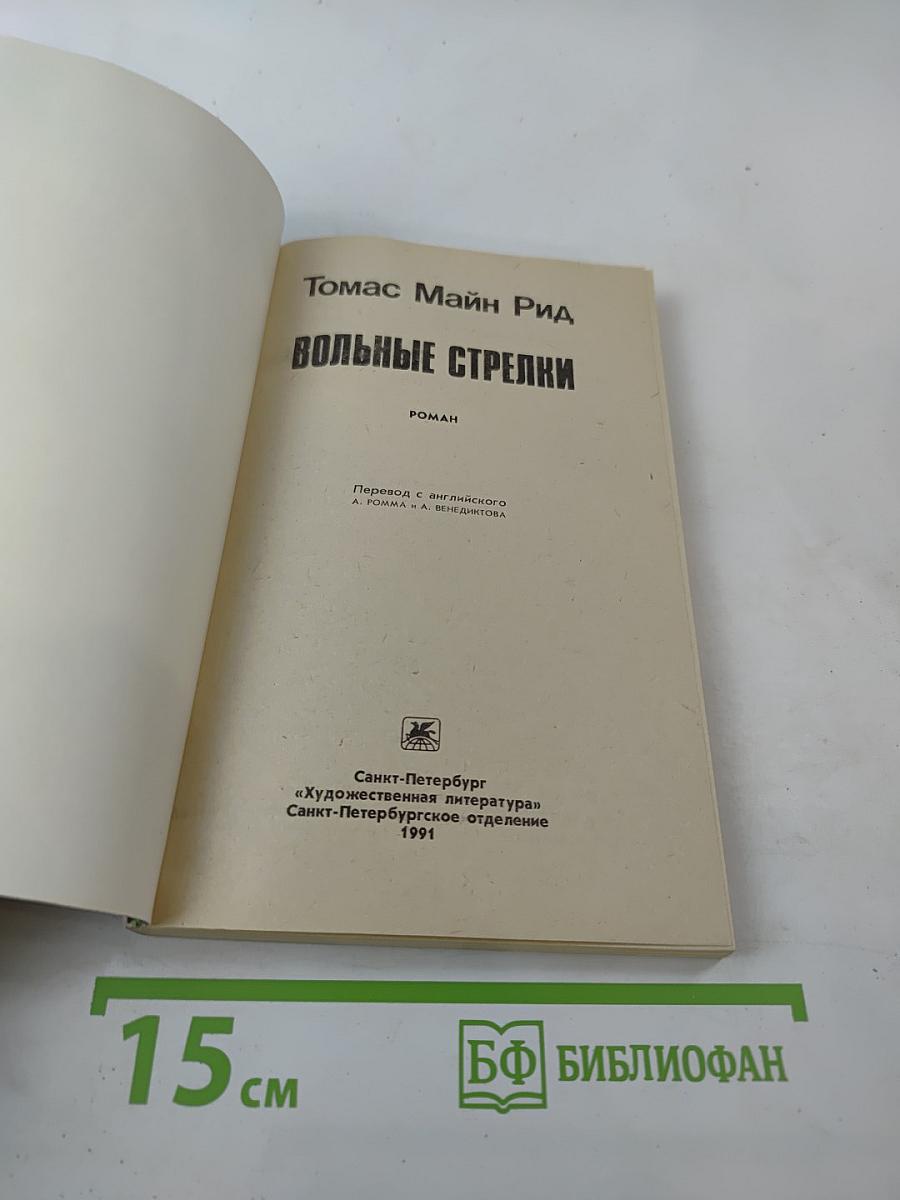 Томас Майн Рид
ВОЛЬНЫЕ СТРЕЛКИ
РОМАН
Перевод с английского
А. РОММА и А. ВЕНЕДИКТОВА
Санкт-Петербург
«Художественная литература»
Санкт-Петербургское отделение
1991
15 см
БФ БИБЛИОФАН